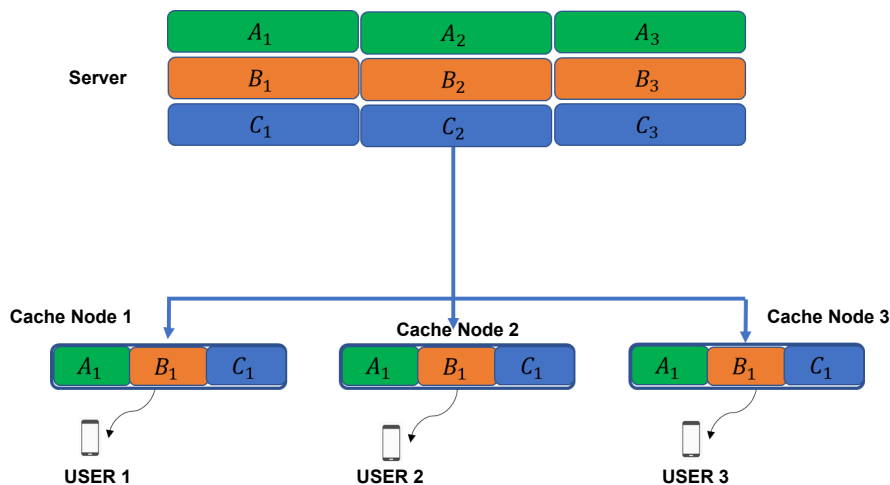 A₁ A₂ A₃
Server
B₁ B₂ B₃
C₁ C₂ C₃
Cache Node 1
Cache Node 2
Cache Node 3
A₁ B₁ C₁
A₁ B₁ C₁
A₁ B₁ C₁
USER 1
USER 2
USER 3